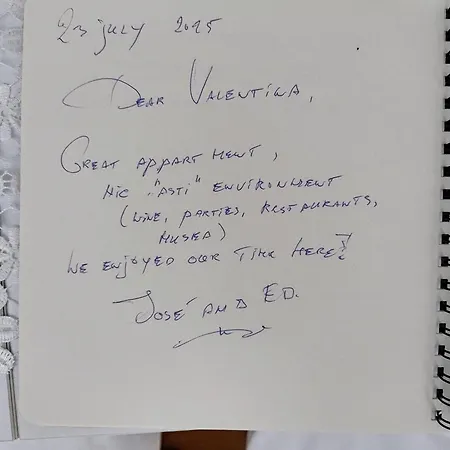 23 july 2015
Dear Valentina,
Great appartment,
nic "Asti" environment
(wine, parties, restaurants,
musea)
We enjoyed our time here!
José and Ed.